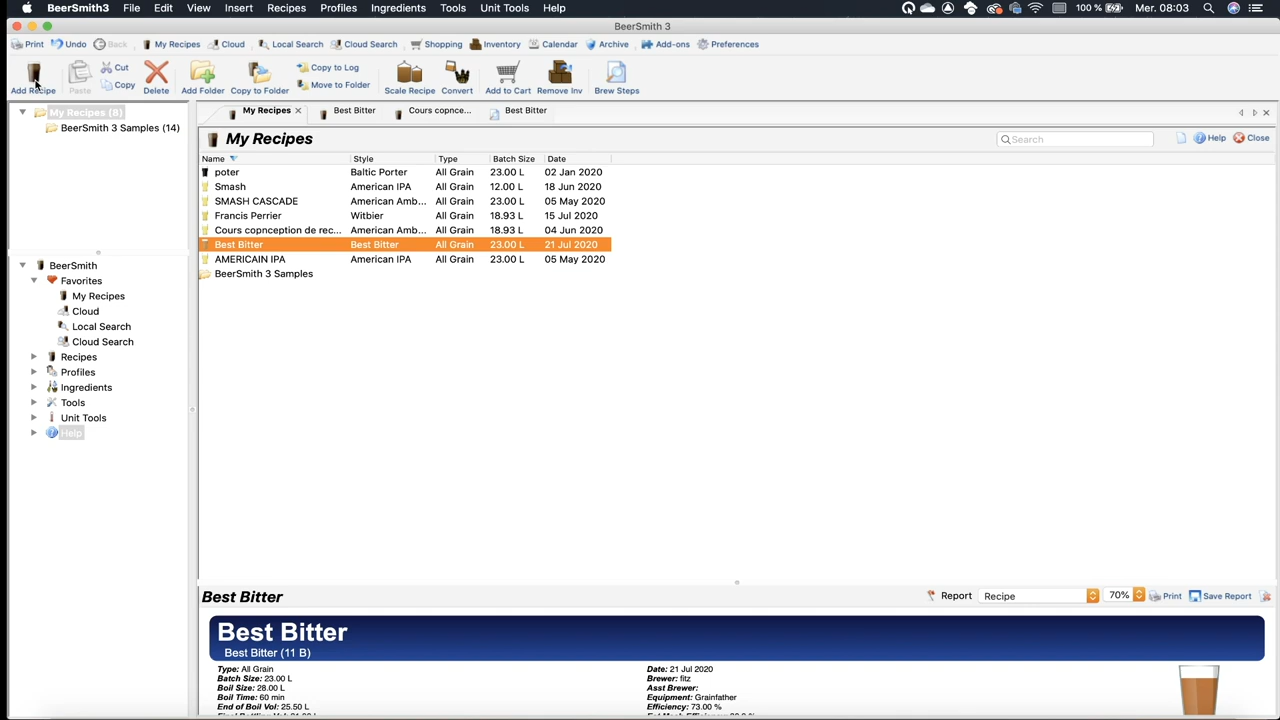 BeerSmith3 File Edit View Insert Recipes Profiles Ingredients Tools Unit Tools Help 100 % Mer. 08:03
BeerSmith 3
Print Undo Back My Recipes Cloud Local Search Cloud Search Shopping Inventory Calendar Archive Add-ons Preferences
Cut Copy to Log
Copy Move to Folder
Add Recipe Paste Delete Add Folder Copy to Folder Scale Recipe Convert Add to Cart Remove Inv Brew Steps
My Recipes (8)
BeerSmith 3 Samples (14)
BeerSmith
Favorites
My Recipes
Cloud
Local Search
Cloud Search
Recipes
Profiles
Ingredients
Tools
Unit Tools
Help
My Recipes Best Bitter Cours copnce... Best Bitter
My Recipes Search Help Close
Name Style Type Batch Size Date
poter Baltic Porter All Grain 23.00 L 02 Jan 2020
Smash American IPA All Grain 12.00 L 18 Jun 2020
SMASH CASCADE American Amb... All Grain 23.00 L 05 May 2020
Francis Perrier Witbier All Grain 18.93 L 15 Jul 2020
Cours copnception de rec... American Amb... All Grain 18.93 L 04 Jun 2020
Best Bitter Best Bitter All Grain 23.00 L 21 Jul 2020
AMERICAIN IPA American IPA All Grain 23.00 L 05 May 2020
BeerSmith 3 Samples
Best Bitter Report Recipe 70% Print Save Report
Best Bitter
Best Bitter (11 B)
Type: All Grain Date: 21 Jul 2020
Batch Size: 23.00 L Brewer: fitz
Boil Size: 28.00 L Asst Brewer:
Boil Time: 60 min Equipment: Grainfather
End of Boil Vol: 25.50 L Efficiency: 73.00 %